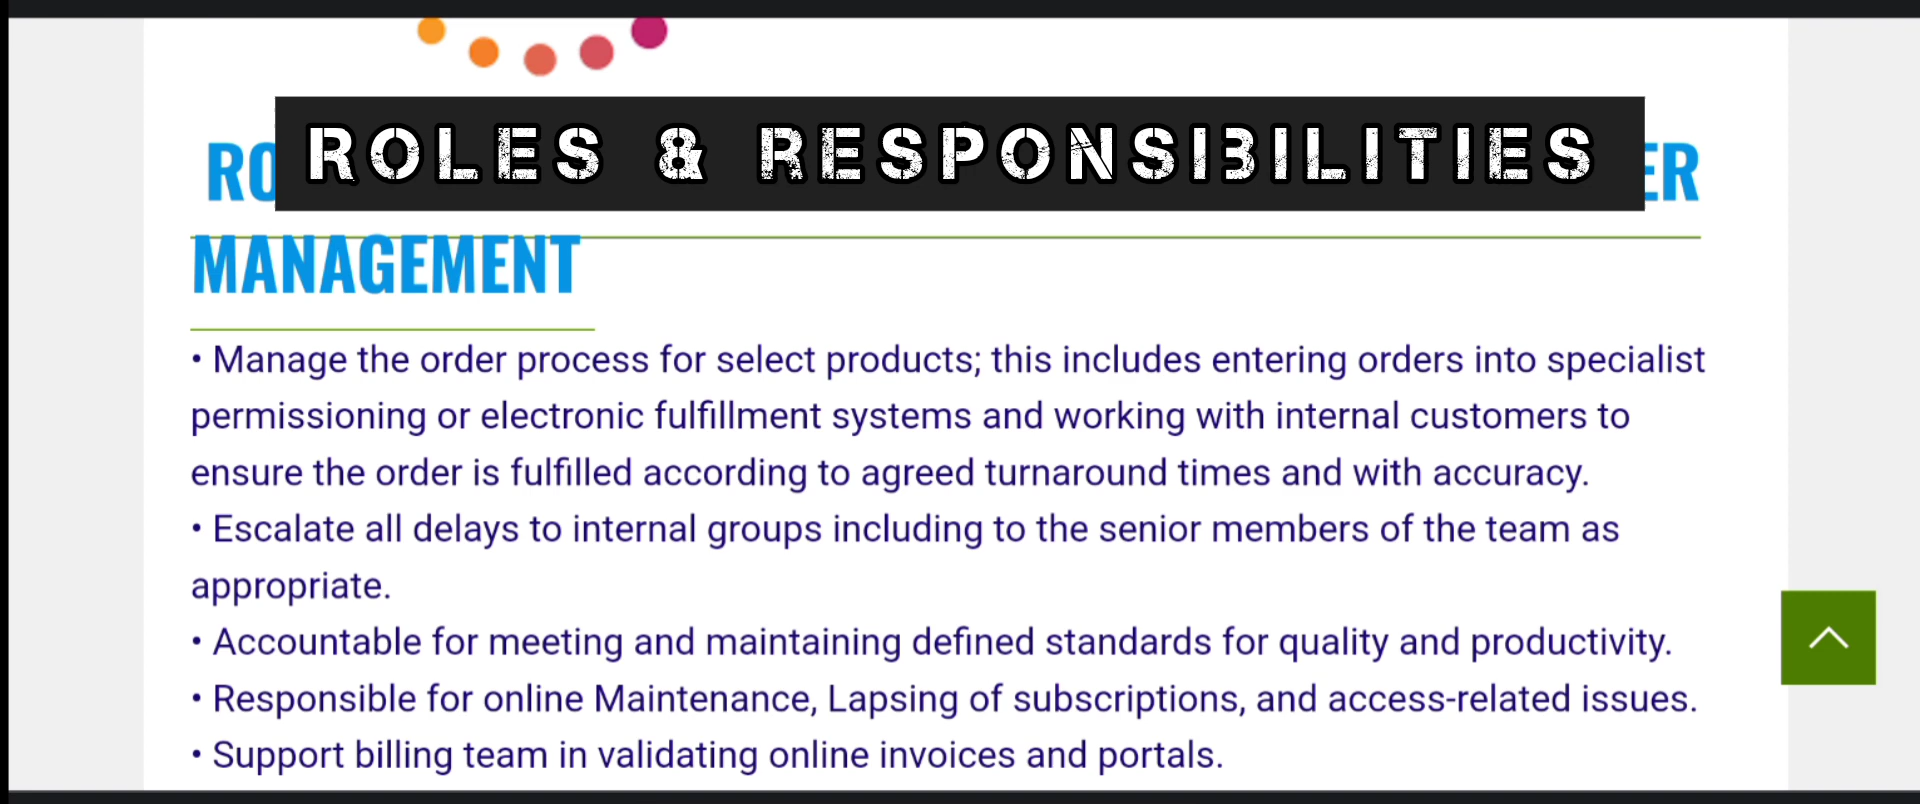 ROLES & RESPONSIBILITIES
MANAGEMENT
• Manage the order process for select products; this includes entering orders into specialist
permissioning or electronic fulfillment systems and working with internal customers to
ensure the order is fulfilled according to agreed turnaround times and with accuracy.
• Escalate all delays to internal groups including to the senior members of the team as
appropriate.
• Accountable for meeting and maintaining defined standards for quality and productivity.
• Responsible for online Maintenance, Lapsing of subscriptions, and access-related issues.
• Support billing team in validating online invoices and portals.